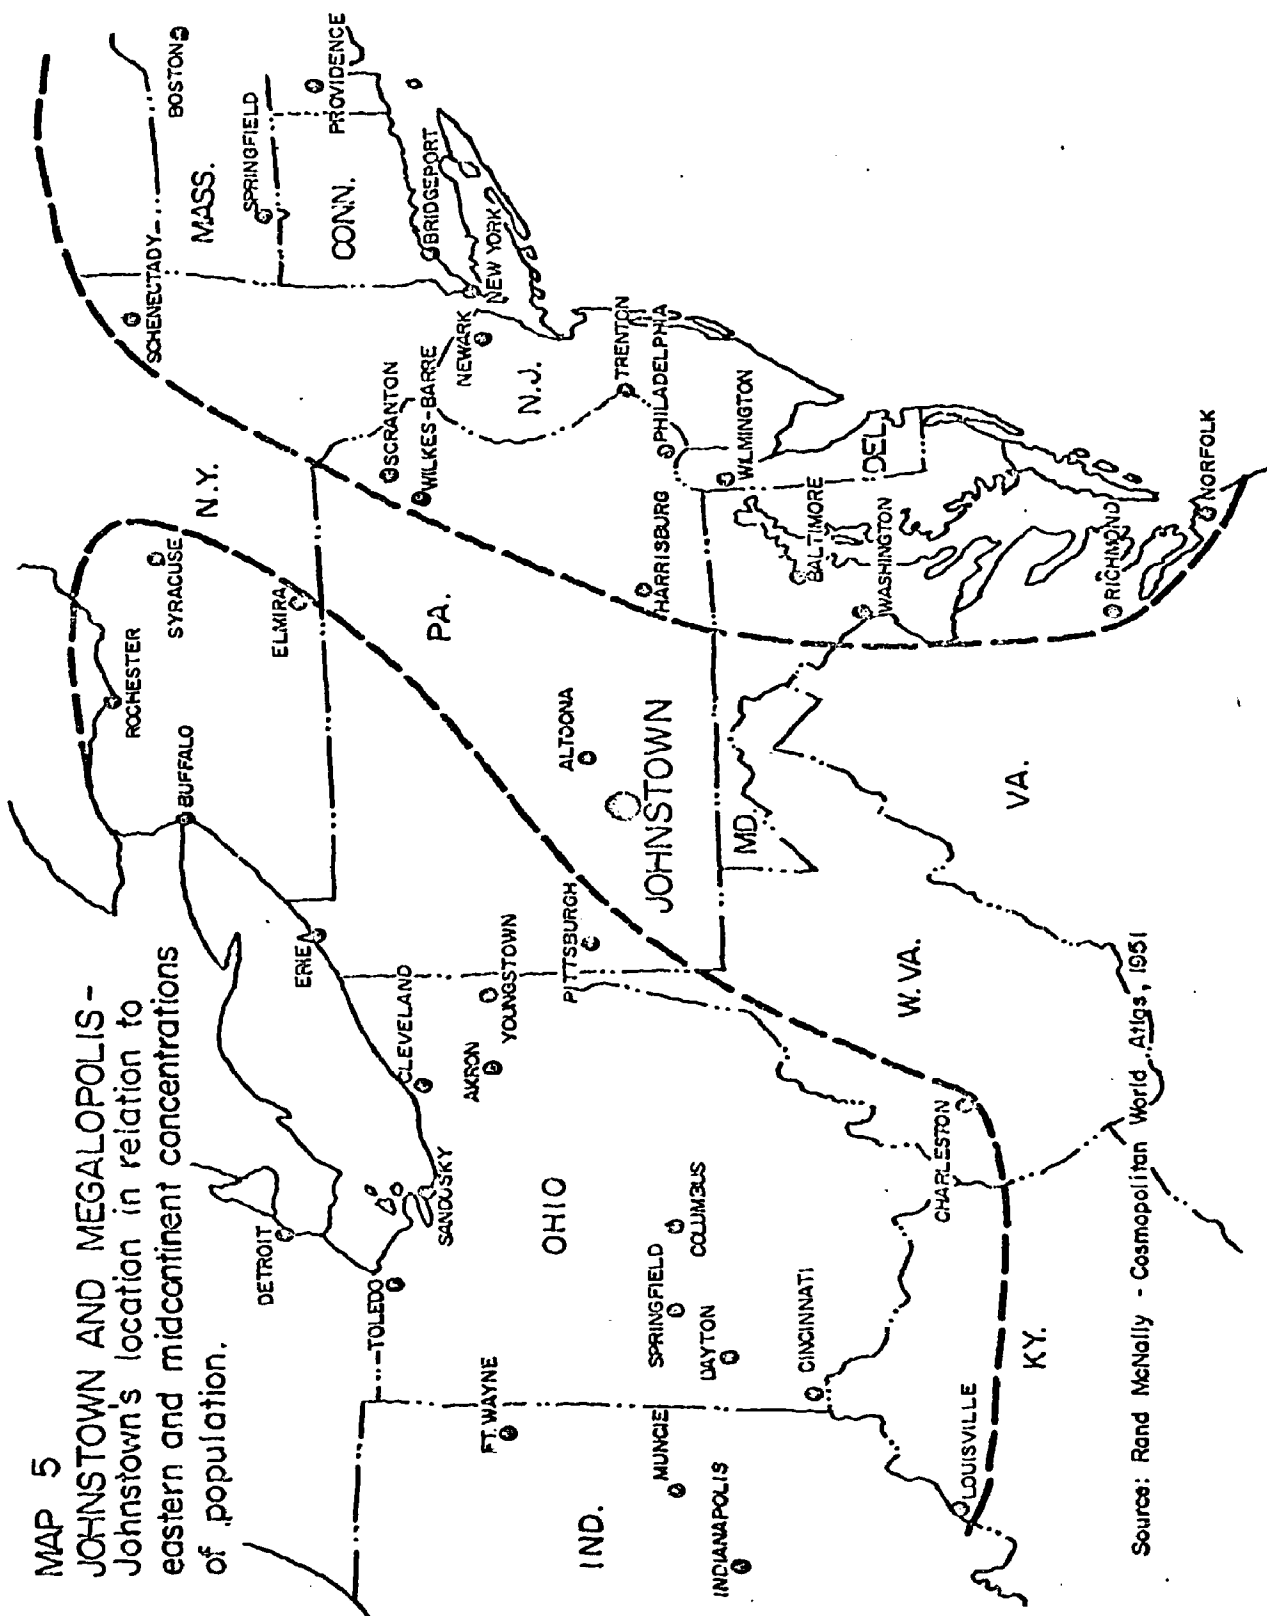 MAP 5
JOHNSTOWN AND MEGALOPOLIS-
Johnstown's location in relation to
eastern and midcontinent concentrations
of population.
BOSTON
MASS.
SPRINGFIELD
PROVIDENCE
CONN.
SCHENECTADY
BRIDGEPORT
NEW YORK
NEWARK
N.J.
N.Y.
SCRANTON
WILKES-BARRE
TRENTON
PHILADELPHIA
WILMINGTON
DEL.
SYRACUSE
ELMIRA
ROCHESTER
BUFFALO
PA.
HARRISBURG
BALTIMORE
WASHINGTON
RICHMOND
NORFOLK
ALTOONA
JOHNSTOWN
MD.
VA.
W. VA.
ERIE
PITTSBURGH
YOUNGSTOWN
CLEVELAND
AKRON
SANDUSKY
DETROIT
TOLEDO
OHIO
COLUMBUS
SPRINGFIELD
DAYTON
CINCINNATI
CHARLESTON
KY.
FT. WAYNE
MUNCIE
INDIANAPOLIS
IND.
LOUISVILLE
Source: Rand McNally - Cosmopolitan World Atlas, 1951